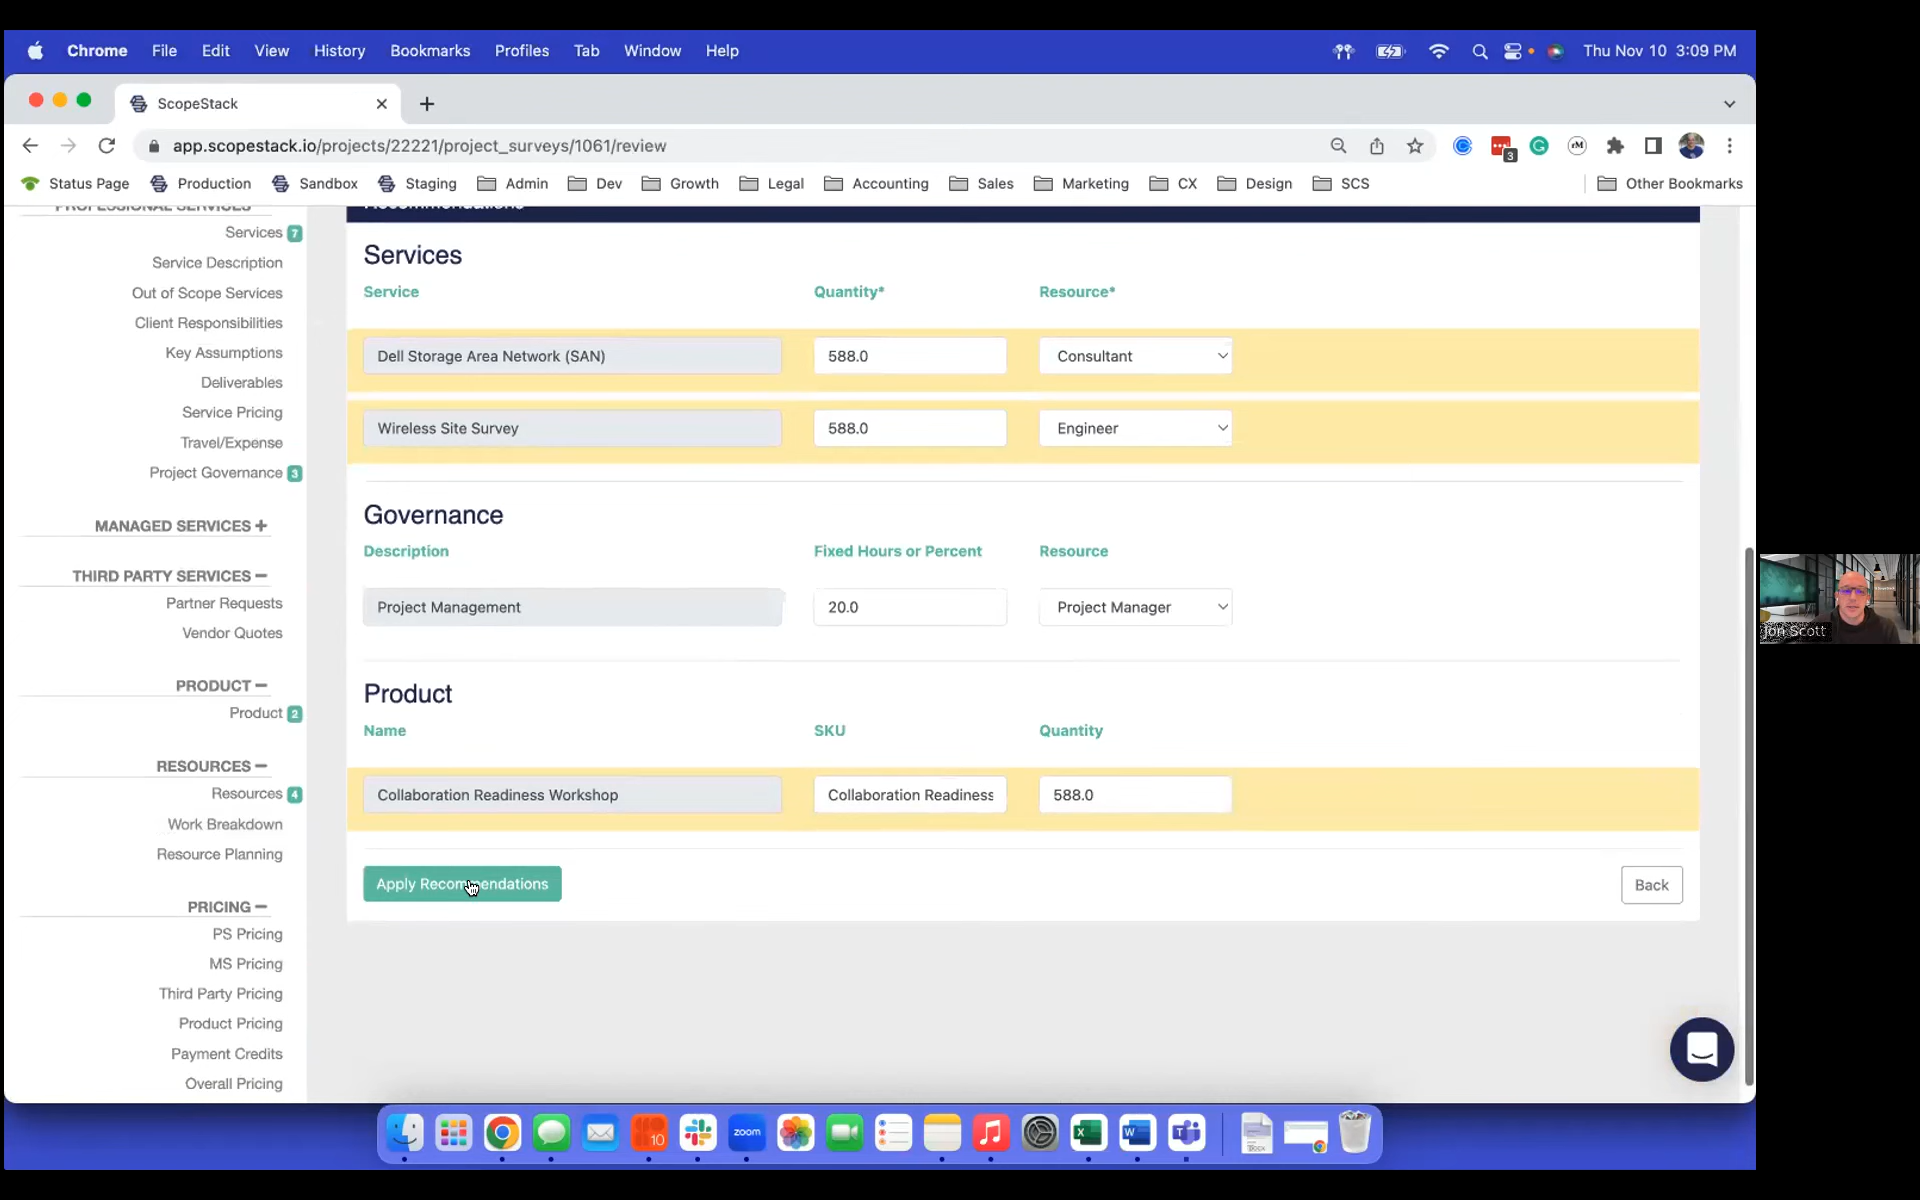 Chrome File Edit View History Bookmarks Profiles Tab Window Help
Thu Nov 10 3:09 PM
ScopeStack
app.scopestack.io/projects/22221/project_surveys/1061/review
3
Status Page Production Sandbox Staging Admin Dev Growth Legal Accounting Sales Marketing CX Design SCS Other Bookmarks
PROFESSIONAL SERVICES
Services 7
Service Description
Out of Scope Services
Client Responsibilities
Key Assumptions
Deliverables
Service Pricing
Travel/Expense
Project Governance 3
MANAGED SERVICES +
THIRD PARTY SERVICES −
Partner Requests
Vendor Quotes
PRODUCT −
Product 2
RESOURCES −
Resources 4
Work Breakdown
Resource Planning
PRICING −
PS Pricing
MS Pricing
Third Party Pricing
Product Pricing
Payment Credits
Overall Pricing
Recommendations
Services
Service Quantity* Resource*
Dell Storage Area Network (SAN) 588.0 Consultant
Wireless Site Survey 588.0 Engineer
Governance
Description Fixed Hours or Percent Resource
Project Management 20.0 Project Manager
Product
Name SKU Quantity
Collaboration Readiness Workshop Collaboration Readiness 588.0
Apply Recommendations Back
Jon Scott
10
zoom